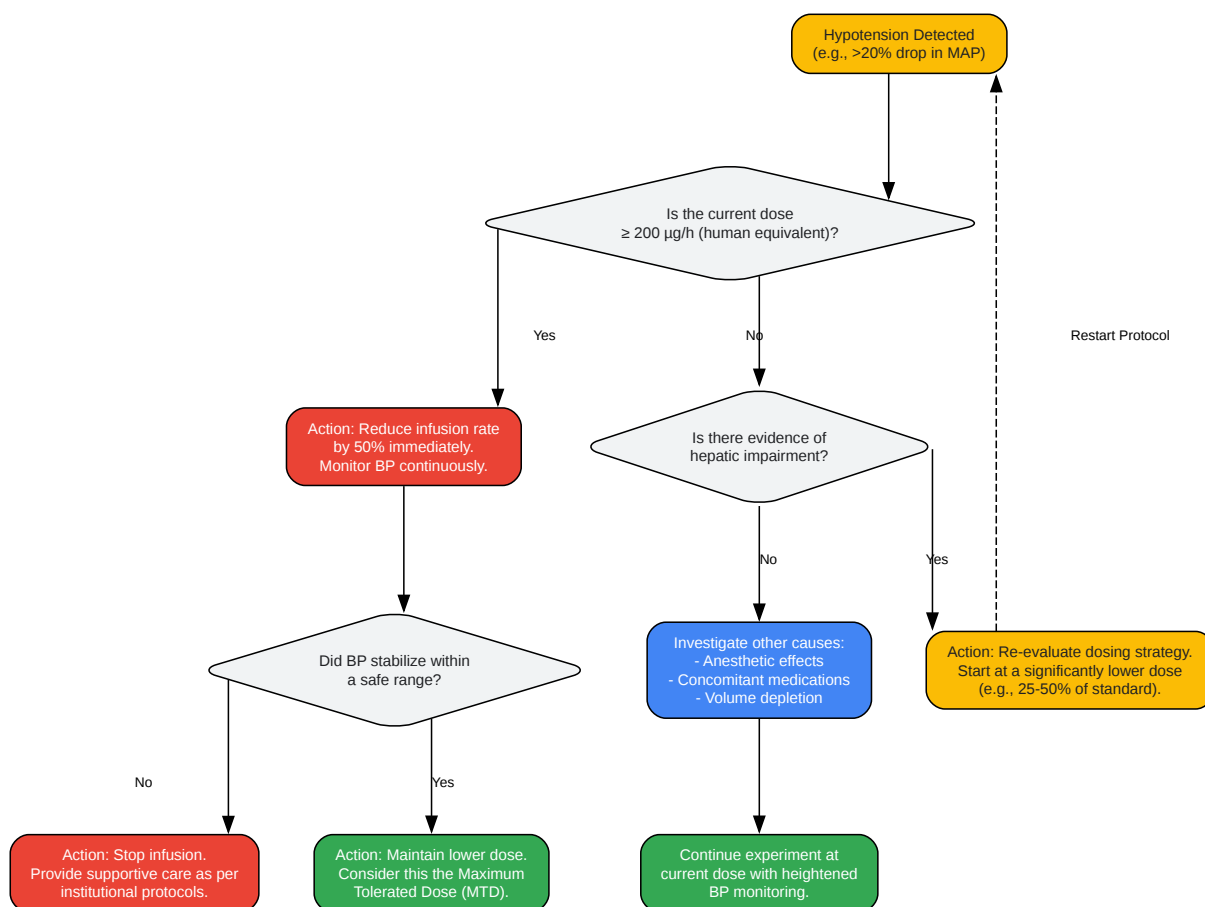 Hypotension Detected
(e.g., >20% drop in MAP)
Is the current dose
≥ 200 µg/h (human equivalent)?
Yes
No
Restart Protocol
Action: Reduce infusion rate
by 50% immediately.
Monitor BP continuously.
Is there evidence of
hepatic impairment?
No
Yes
Did BP stabilize within
a safe range?
Investigate other causes:
- Anesthetic effects
- Concomitant medications
- Volume depletion
Action: Re-evaluate dosing strategy.
Start at a significantly lower dose
(e.g., 25-50% of standard).
No
Yes
Action: Stop infusion.
Provide supportive care as per
institutional protocols.
Action: Maintain lower dose.
Consider this the Maximum
Tolerated Dose (MTD).
Continue experiment at
current dose with heightened
BP monitoring.